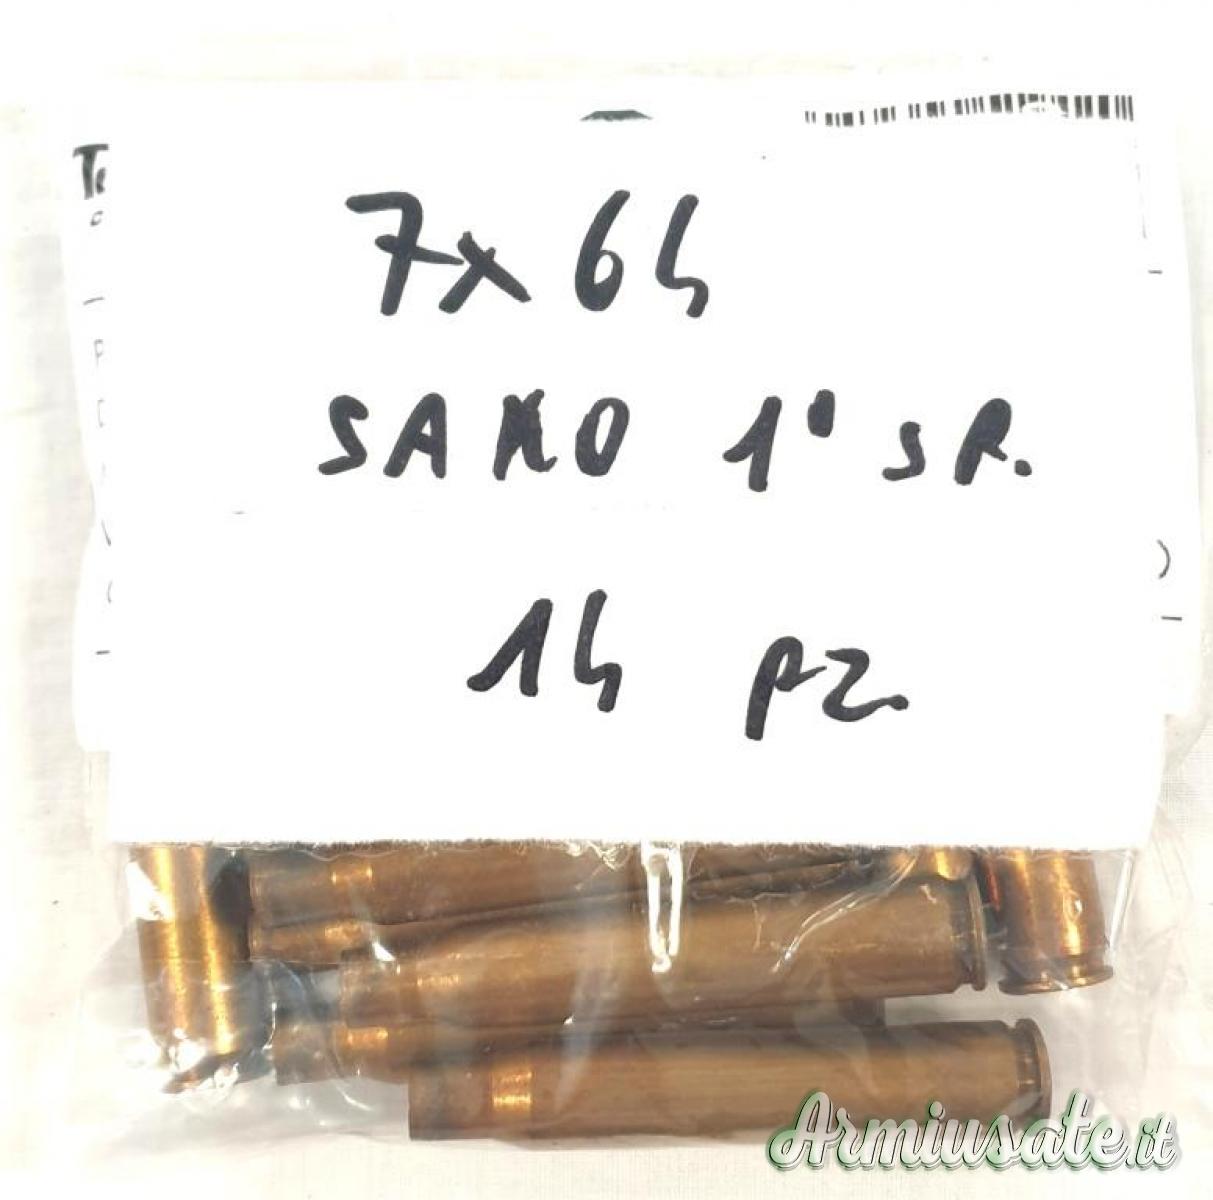 7x64
SAKO 1° SP.
14 pz.
Armiusate.it